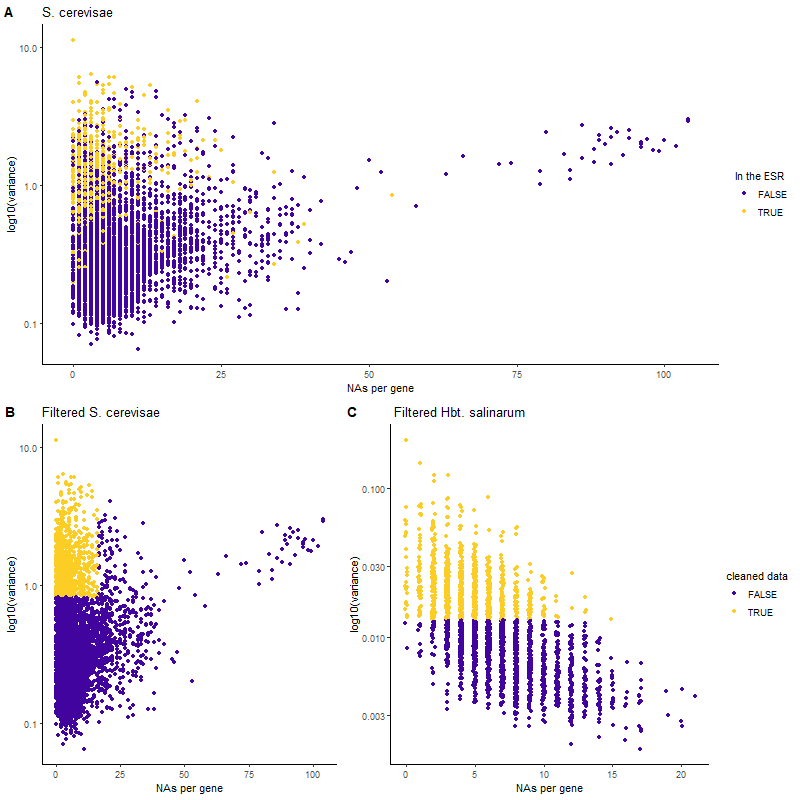 A
S. cerevisae
10.0
1.0
0.1
log10(variance)
0
25
50
75
100
NAs per gene
In the ESR
FALSE
TRUE
B
Filtered S. cerevisae
10.0
1.0
0.1
log10(variance)
0
25
50
75
100
NAs per gene
C
Filtered Hbt. salinarum
0.100
0.030
0.010
0.003
log10(variance)
0
5
10
15
20
NAs per gene
cleaned data
FALSE
TRUE